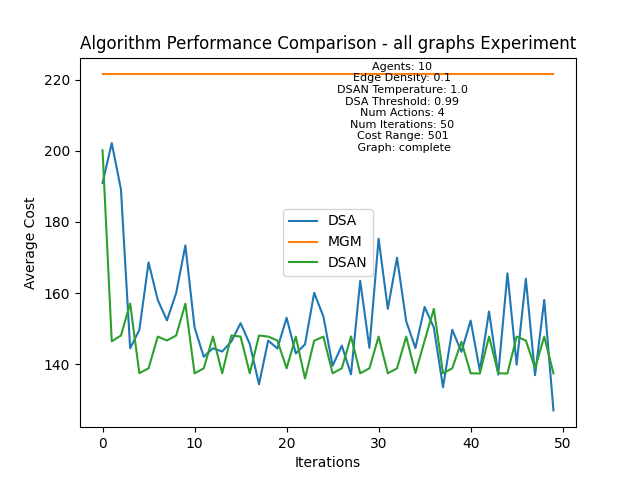 Algorithm Performance Comparison - all graphs Experiment
Agents: 10
Edge Density: 0.1
DSAN Temperature: 1.0
DSA Threshold: 0.99
Num Actions: 4
Num Iterations: 50
Cost Range: 501
Graph: complete
DSA
MGM
DSAN
Average Cost
220
200
180
160
140
0 10 20 30 40 50
Iterations